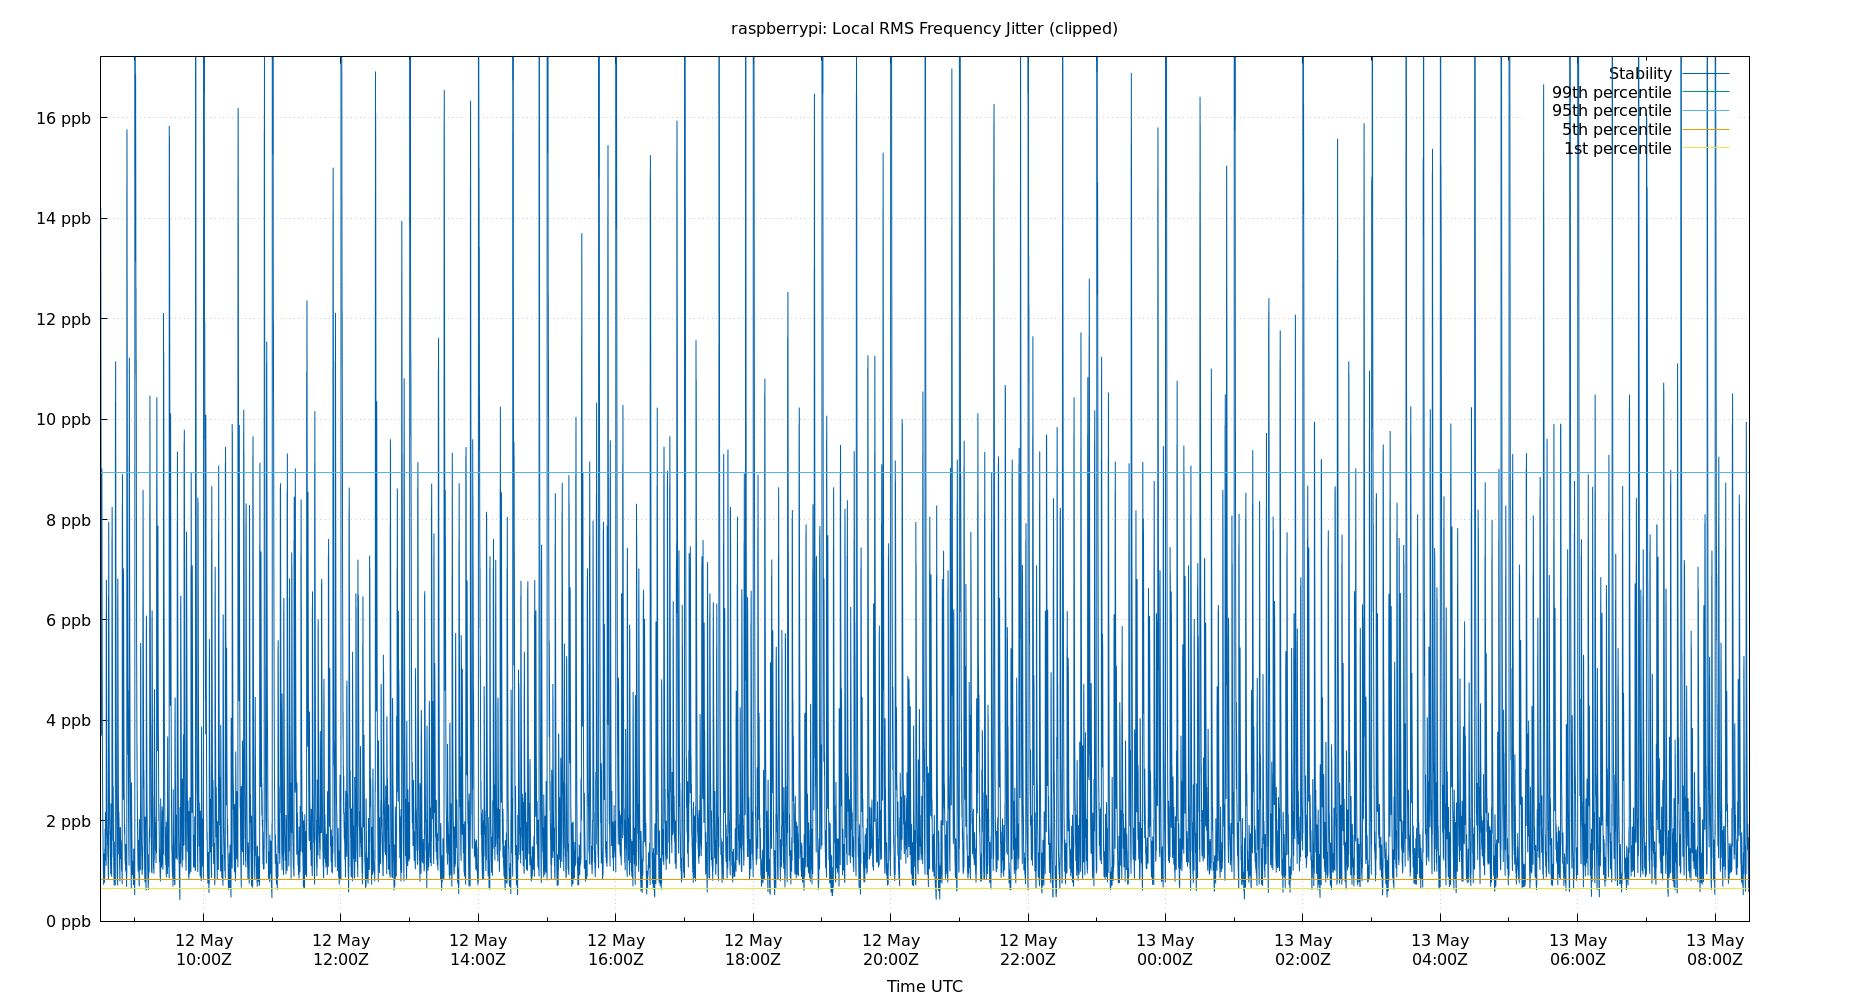 raspberrypi: Local RMS Frequency Jitter (clipped)
Stability
99th percentile
95th percentile
5th percentile
1st percentile
16 ppb
14 ppb
12 ppb
10 ppb
8 ppb
6 ppb
4 ppb
2 ppb
0 ppb
12 May 12 May 12 May 12 May 12 May 12 May 12 May 13 May 13 May 13 May 13 May 13 May
10:00Z 12:00Z 14:00Z 16:00Z 18:00Z 20:00Z 22:00Z 00:00Z 02:00Z 04:00Z 06:00Z 08:00Z
Time UTC